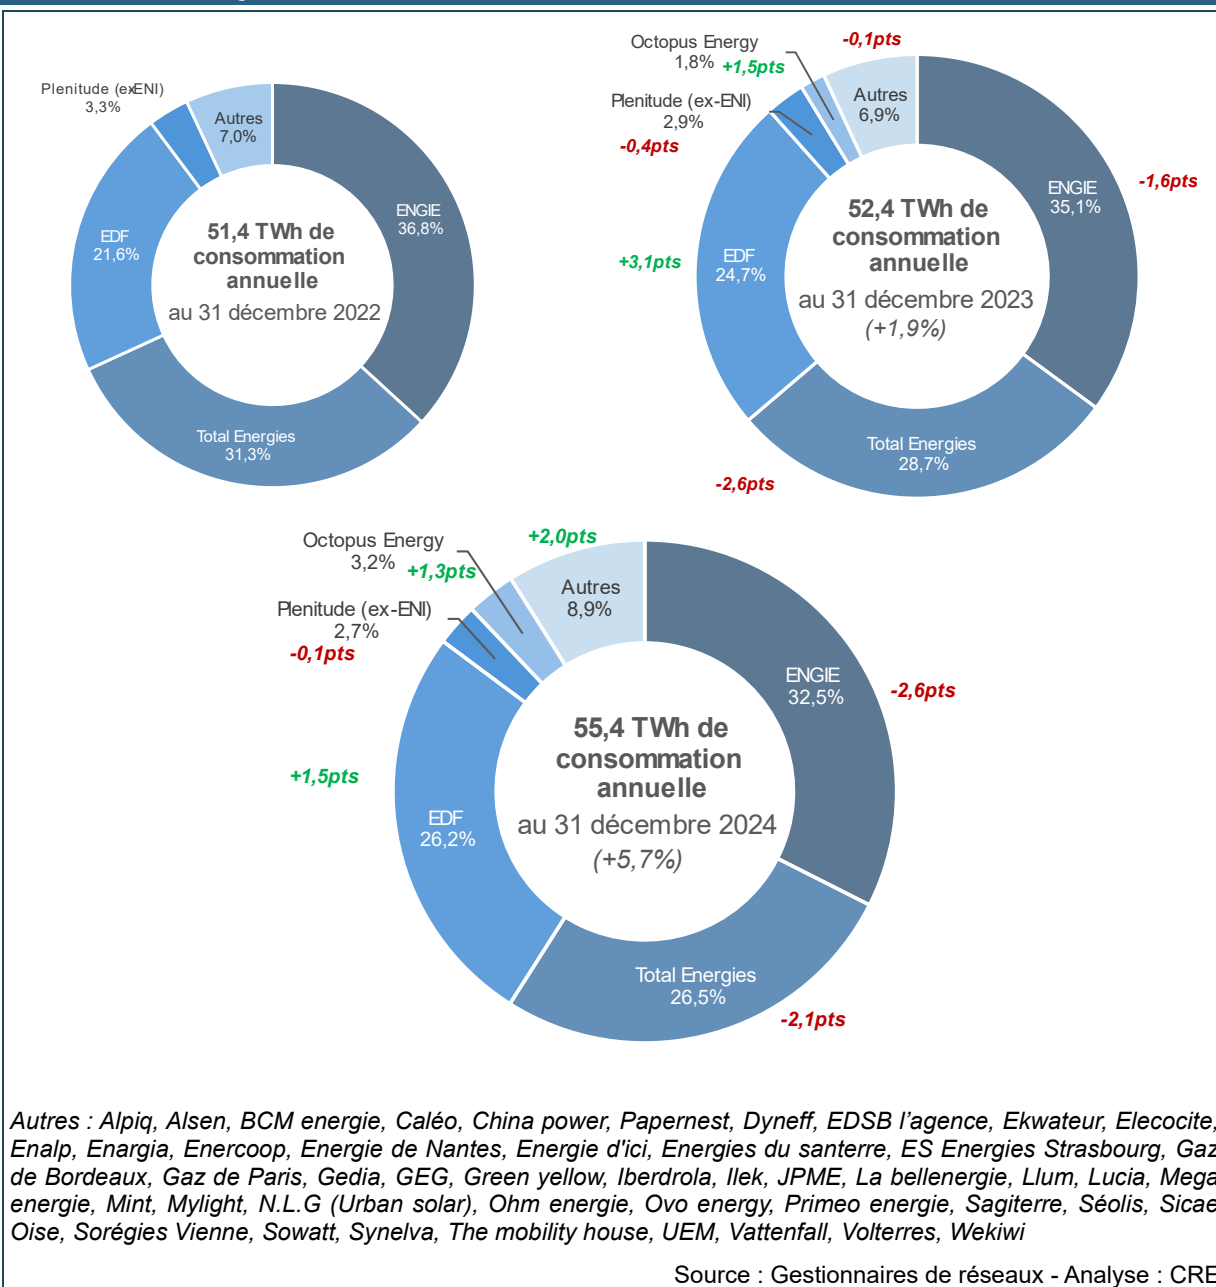 Plenitude (ex-ENI)
3,3%
Autres
7,0%
ENGIE
36,8%
EDF
21,6%
51,4 TWh de
consommation
annuelle
au 31 décembre 2022
Total Energies
31,3%
Octopus Energy
1,8% +1,5pts
-0,1pts
Plenitude (ex-ENI)
2,9%
-0,4pts
Autres
6,9%
ENGIE
35,1%
-1,6pts
+3,1pts
EDF
24,7%
52,4 TWh de
consommation
annuelle
au 31 décembre 2023
(+1,9%)
Total Energies
28,7%
-2,6pts
Octopus Energy
3,2% +1,3pts
+2,0pts
Plenitude (ex-ENI)
2,7%
-0,1pts
Autres
8,9%
ENGIE
32,5%
-2,6pts
+1,5pts
EDF
26,2%
55,4 TWh de
consommation
annuelle
au 31 décembre 2024
(+5,7%)
Total Energies
26,5%
-2,1pts
Autres : Alpiq, Alsen, BCM energie, Caléo, China power, Papernest, Dyneff, EDSB l’agence, Ekwateur, Elecocite,
Enalp, Enargia, Enercoop, Energie de Nantes, Energie d'ici, Energies du santerre, ES Energies Strasbourg, Gaz
de Bordeaux, Gaz de Paris, Gedia, GEG, Green yellow, Iberdrola, Ilek, JPME, La bellenergie, Llum, Lucia, Mega
energie, Mint, Mylight, N.L.G (Urban solar), Ohm energie, Ovo energy, Primeo energie, Sagiterre, Séolis, Sicae
Oise, Sorégies Vienne, Sowatt, Synelva, The mobility house, UEM, Vattenfall, Volterres, Wekiwi
Source : Gestionnaires de réseaux - Analyse : CRE